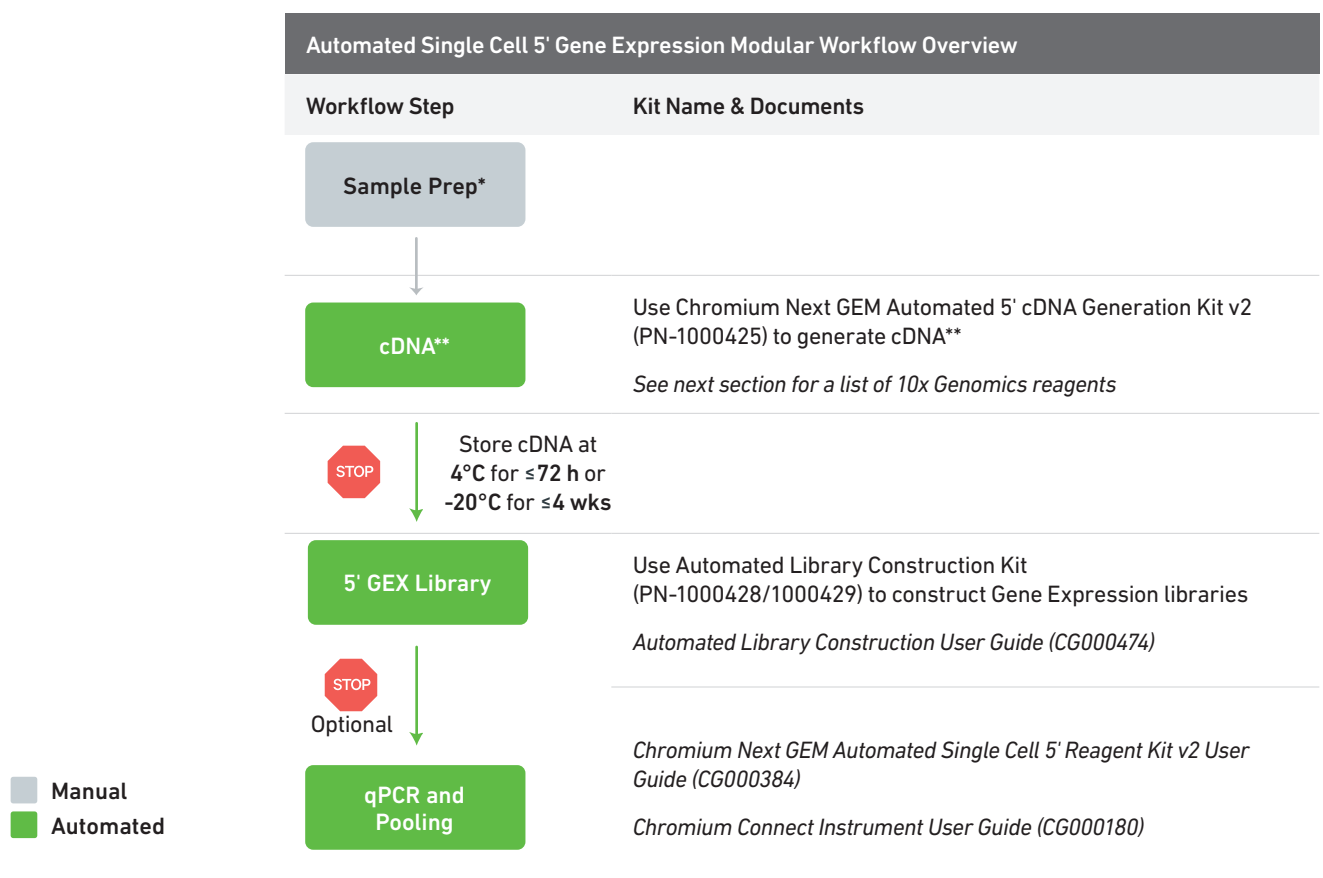 Automated Single Cell 5' Gene Expression Modular Workflow Overview
Workflow Step
Kit Name & Documents
Sample Prep*
cDNA**
Use Chromium Next GEM Automated 5' cDNA Generation Kit v2
(PN-1000425) to generate cDNA**
See next section for a list of 10x Genomics reagents
STOP
Store cDNA at
4°C for ≤72 h or
-20°C for ≤4 wks
5' GEX Library
Use Automated Library Construction Kit
(PN-1000428/1000429) to construct Gene Expression libraries
Automated Library Construction User Guide (CG000474)
STOP
Optional
qPCR and
Pooling
Chromium Next GEM Automated Single Cell 5' Reagent Kit v2 User
Guide (CG000384)
Chromium Connect Instrument User Guide (CG000180)
Manual
Automated